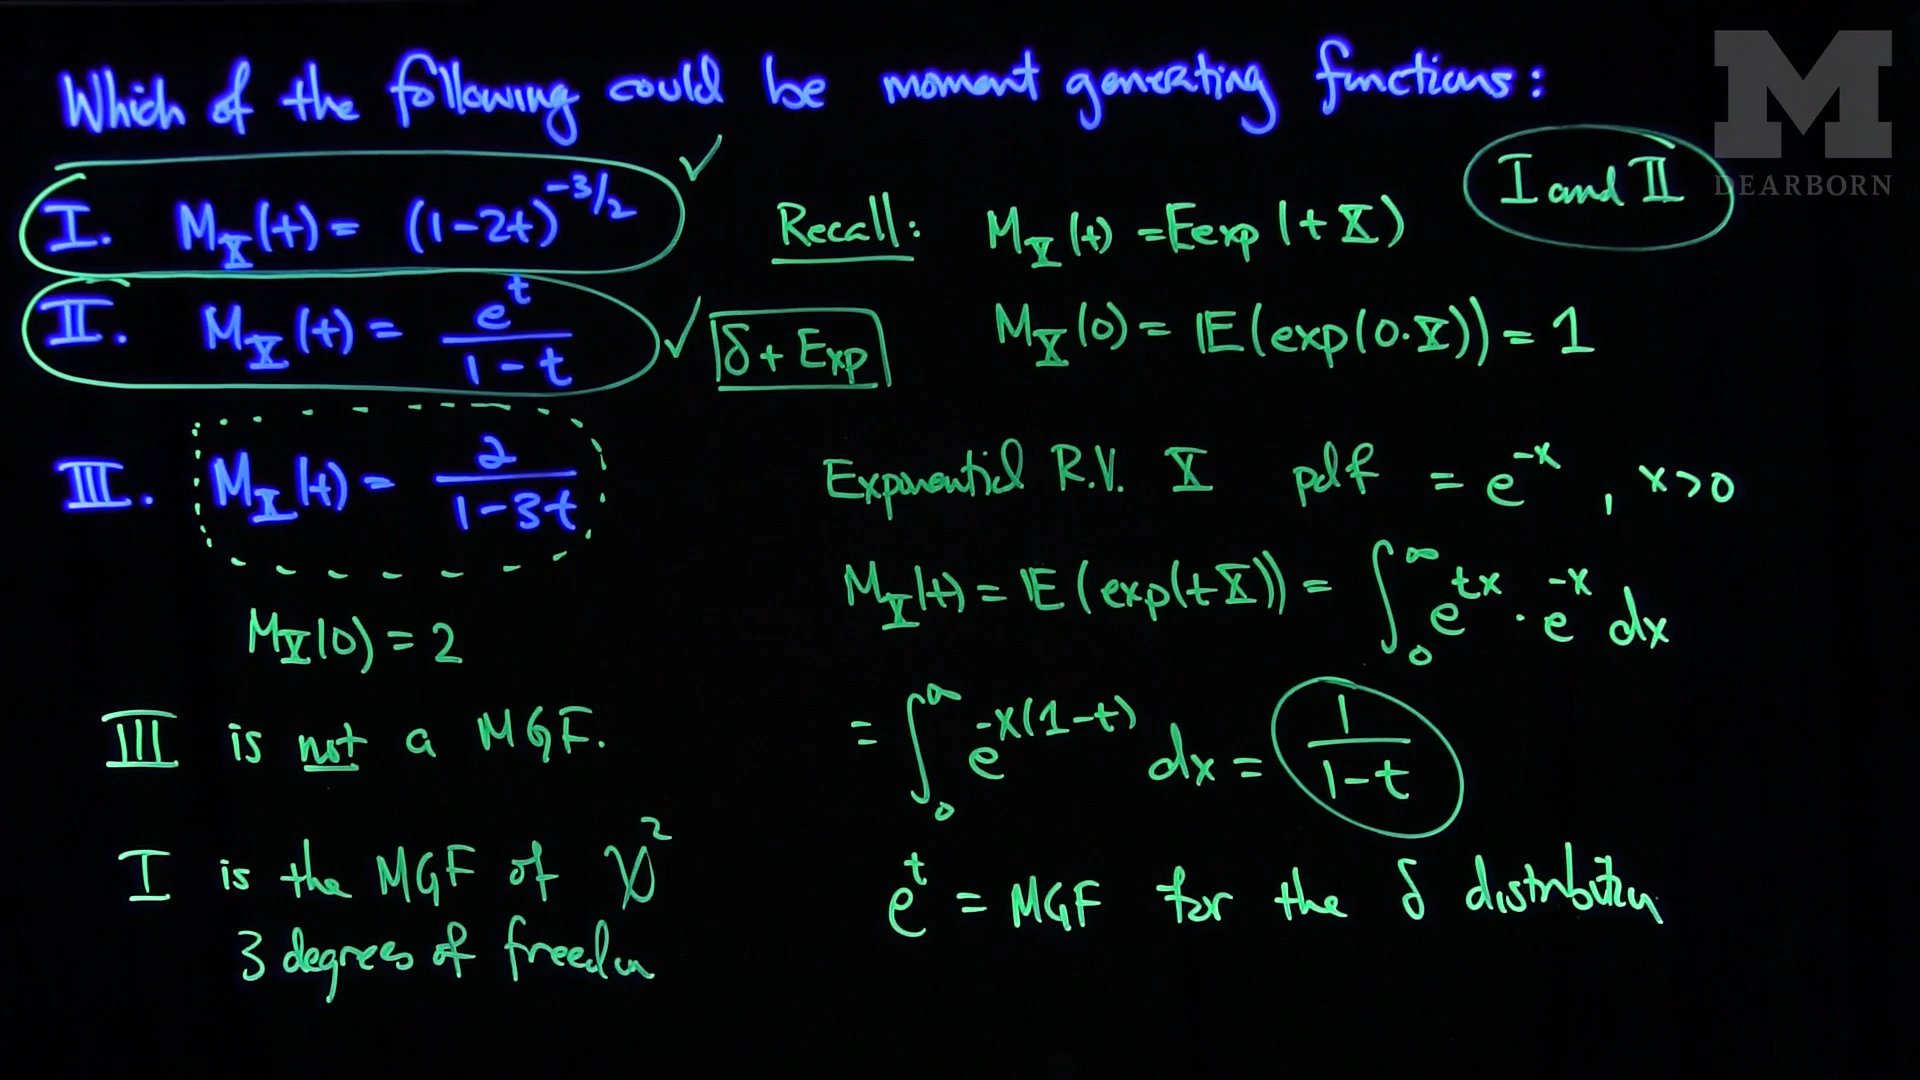 Which of the following could be moment generating functions:
I. M_X(t) = (1-2t)^{-3/2} ✓
II. M_X(t) = e^t / (1-t) ✓
δ + Exp
III. M_X(t) = 2 / (1-3t)
M_X(0) = 2
III is not a MGF.
I is the MGF of χ²
3 degrees of freedom
I and II
Recall: M_X(t) = E exp(tX)
M_X(0) = 𝔼(exp(0·X)) = 1
Exponential R.V. X pdf = e^{-x}, x>0
M_X(t) = 𝔼(exp(tX)) = ∫_0^∞ e^{tx} · e^{-x} dx
= ∫_0^∞ e^{-x(1-t)} dx = 1 / (1-t)
e^t = MGF for the δ distribution
M
DEARBORN